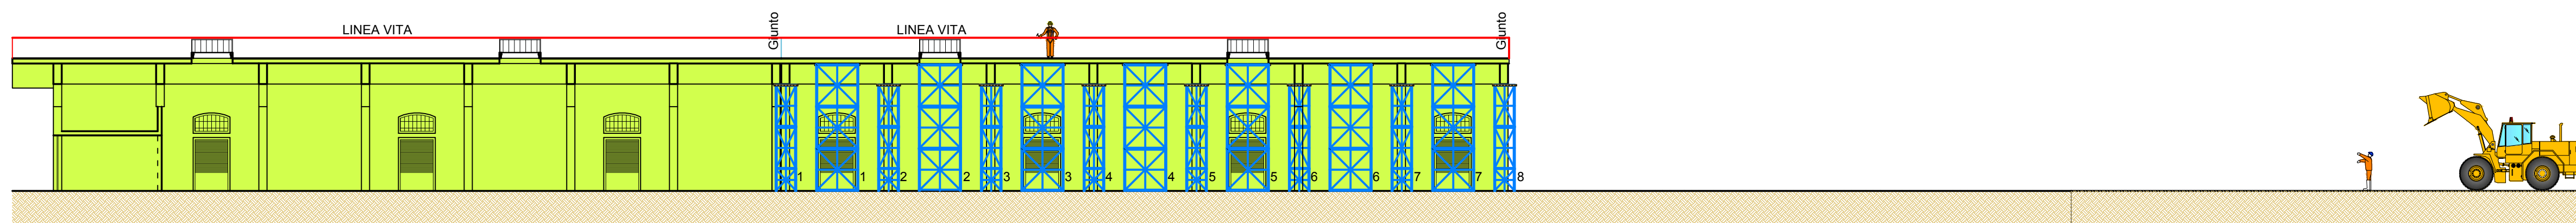 LINEA VITA
Giunto
LINEA VITA
Giunto
1 1 2 2 3 3 4 4 5 5 6 6 7 7 8